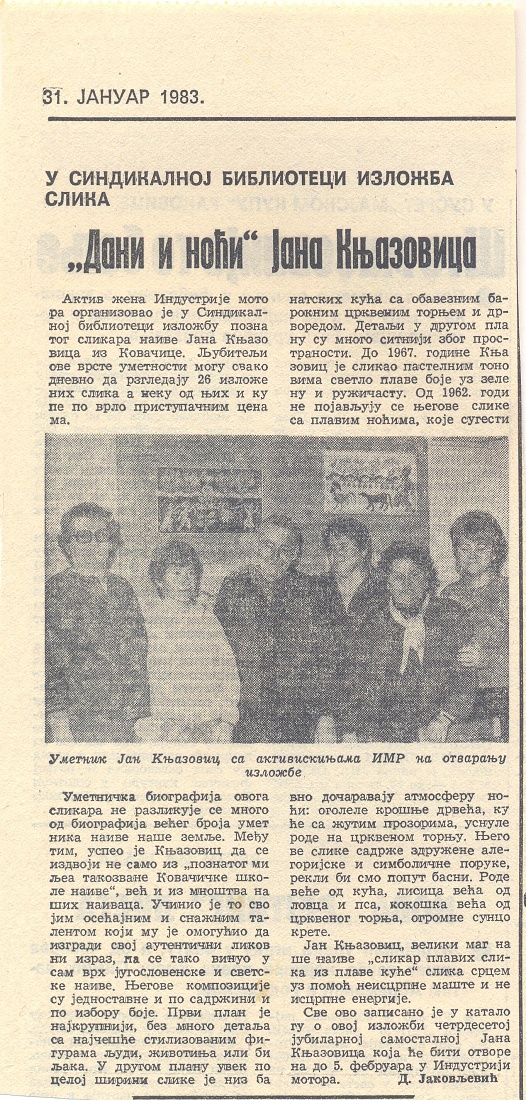 31. ЈАНУАР 1983.
У СИНДИКАЛНОЈ БИБЛИОТЕЦИ ИЗЛОЖБА
СЛИКА
„Дани и ноћи“ Јана Књазовица
Актив жена Индустрије мото
ра организовао је у Синдикал-
ној библиотеци изложбу позна
тог сликара наиве Јана Књазо
вица из Ковачице. Љубитељи
ове врсте уметности могу свако
дневно да разгледају 26 изложе
них слика а неку од њих и ку
пе по врло приступачним цена
ма.
натских кућа са обавезним ба-
рокним црквеним торњем и др-
воредом. Детаљи у другом пла
ну су много ситнији због прос-
траности. До 1967. године Књa
зовиц је сликао пастелним тоно
вима светло плаве боје уз зеле
ну и ружичасту. Од 1962. годи
не појављују се његове слике
са плавим ноћима, које сугести
Уметник Јан Књазовиц са активискињама ИМР на отварању
изложбе
Уметничка биографија овога
сликара не разликује се много
од биографија већег броја умет
ника наиве наше земље. Међу
тим, успео је Књазовиц да се
издвоји не само из „познатог ми
љеа такозване Ковачичке шко-
ле наиве“, већ и из мноштва на
ших наиваца. Учинио је то сво
јим осећајним и снажним та-
лентом који му је омогућио да
изгради свој аутентични ликов
ни израз, па се тако винуо у
сам врх југословенске и светс-
ке наиве. Његове композиције
су једноставне и по садржини и
по избору боје. Први план је
најкрупнији, без много детаља
са најчешће стилизованим фи-
гурама људи, животиња или би
љака. У другом плану увек по
целој ширини слике је низ ба
вно дочаравају атмосферу но-
ћи: оголеле крошње дрвећа, ку
ће са жутим прозорима, уснуле
роде на црквеном торњу. Њего
ве слике садрже здружене але-
горијске и симболичне поруке,
рекли би смо попут басни. Роде
веће од кућа, лисица већа од
ловца и пса, кокошка већа од
црквеног торња, огромне сунцо
крете.
Јан Књазовиц, велики маг на
ше наиве „сликар плавих сли-
ка из плаве куће“ слика срцем
уз помоћ неисцрпне маште и не
исцрпне енергије.
Све ово записано је у катало
гу о овој изложби четрдесетој
јубиларној самосталној Јана
Књазовица која ће бити отворе
на до 5. фебруара у Индустрији
мотора.
Д. Јаковљевић